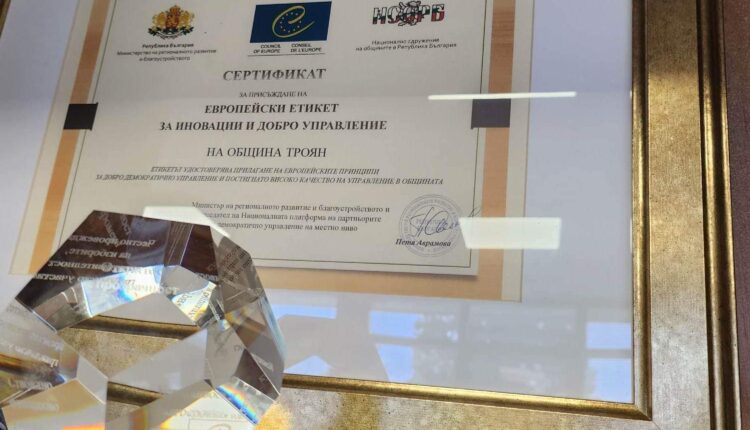 Република България
Министерство на регионалното развитие
и благоустройството
COUNCIL OF EUROPE
CONSEIL DE L'EUROPE
НСОРБ
Национално сдружение
на общините в Република България
СЕРТИФИКАТ
ЗА ПРИСЪЖДАНЕ НА
ЕВРОПЕЙСКИ ЕТИКЕТ
ЗА ИНОВАЦИИ И ДОБРО УПРАВЛЕНИЕ
НА ОБЩИНА ТРОЯН
ЕТИКЕТЪТ УДОСТОВЕРЯВА ПРИЛАГАНЕ НА ЕВРОПЕЙСКИТЕ ПРИНЦИПИ
ЗА ДОБРО ДЕМОКРАТИЧНО УПРАВЛЕНИЕ И ПОСТИГНАТО ВИСОКО КАЧЕСТВО НА УПРАВЛЕНИЕ В ОБЩИНАТА
Министър на регионалното развитие и благоустройството и
на Националната платформа на партньорите
демократично управление на местно ниво
Петя Аврамова